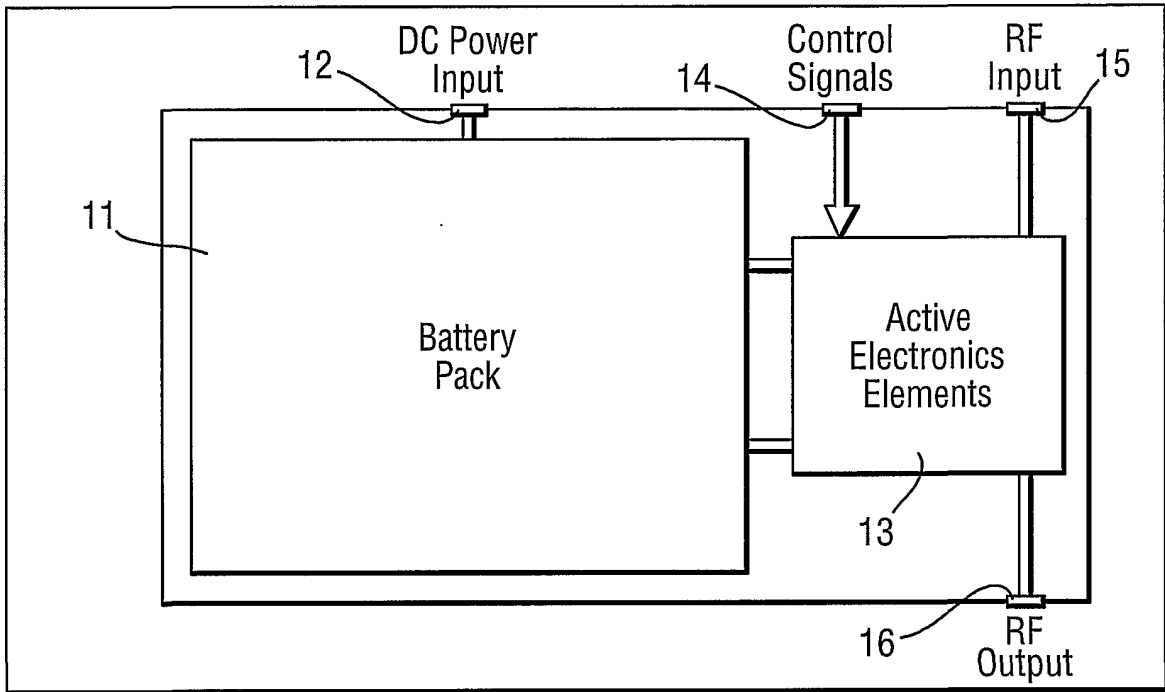 DC Power
Input
12
Control
Signals
14
RF
Input
15
11
Battery
Pack
Active
Electronics
Elements
13
16
RF
Output